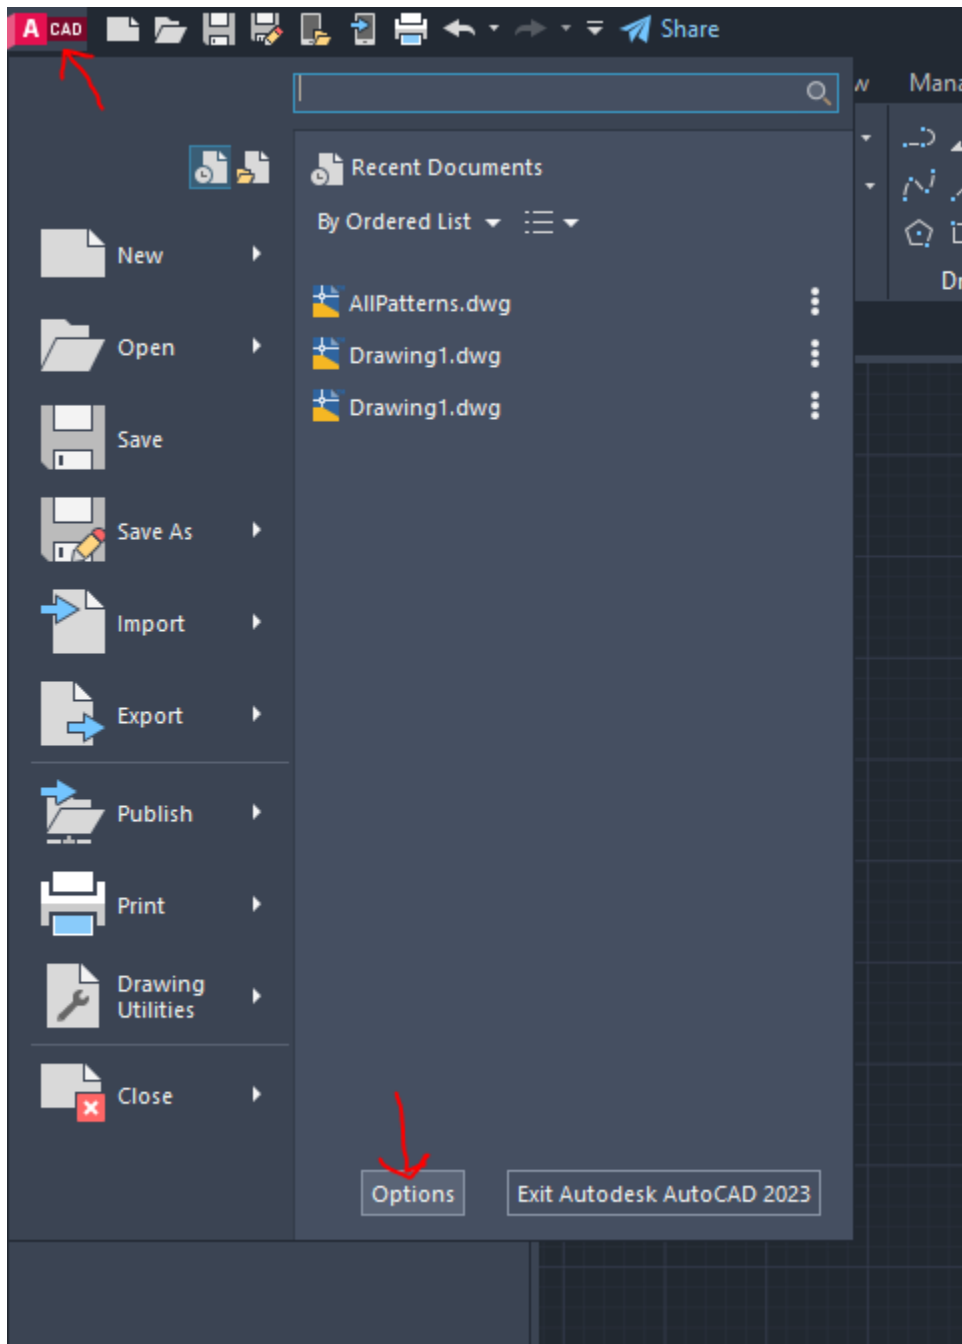 A CAD
Share
Mana
Recent Documents
By Ordered List
New
AllPatterns.dwg
Open
Drawing1.dwg
Drawing1.dwg
Save
Save As
Import
Export
Publish
Print
Drawing
Utilities
Close
Options
Exit Autodesk AutoCAD 2023